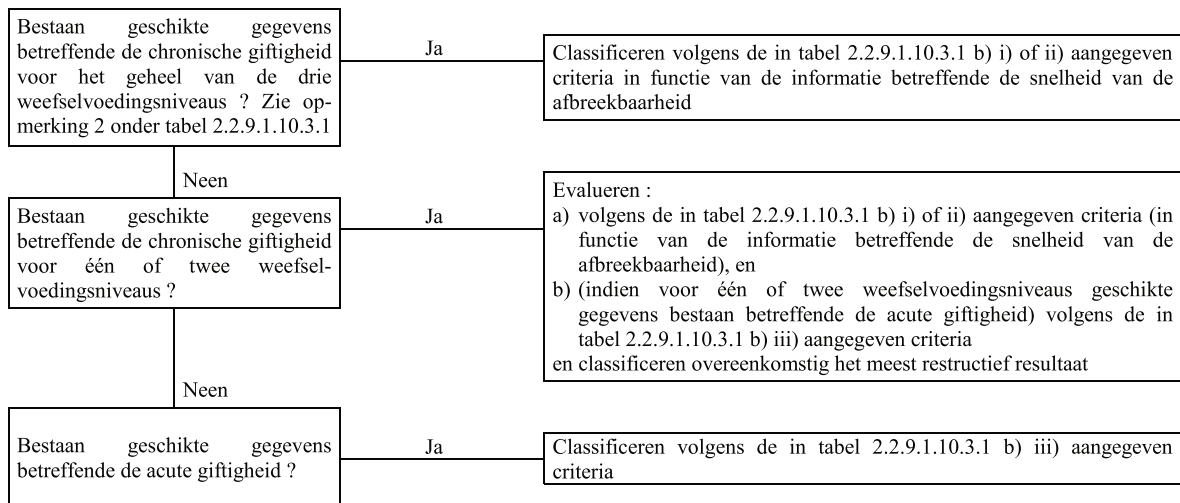 Bestaan geschikte gegevens
betreffende de chronische giftigheid
voor het geheel van de drie
weefselvoedingsniveaus ? Zie op-
merking 2 onder tabel 2.2.9.1.10.3.1
Ja
Classificeren volgens de in tabel 2.2.9.1.10.3.1 b) i) of ii) aangegeven
criteria in functie van de informatie betreffende de snelheid van de
afbreekbaarheid
Neen
Bestaan geschikte gegevens
betreffende de chronische giftigheid
voor één of twee weefsel-
voedingsniveaus ?
Ja
Evalueren :
a) volgens de in tabel 2.2.9.1.10.3.1 b) i) of ii) aangegeven criteria (in
functie van de informatie betreffende de snelheid van de
afbreekbaarheid), en
b) (indien voor één of twee weefselvoedingsniveaus geschikte
gegevens bestaan betreffende de acute giftigheid) volgens de in
tabel 2.2.9.1.10.3.1 b) iii) aangegeven criteria
en classificeren overeenkomstig het meest restructief resultaat
Neen
Bestaan geschikte gegevens
betreffende de acute giftigheid ?
Ja
Classificeren volgens de in tabel 2.2.9.1.10.3.1 b) iii) aangegeven
criteria